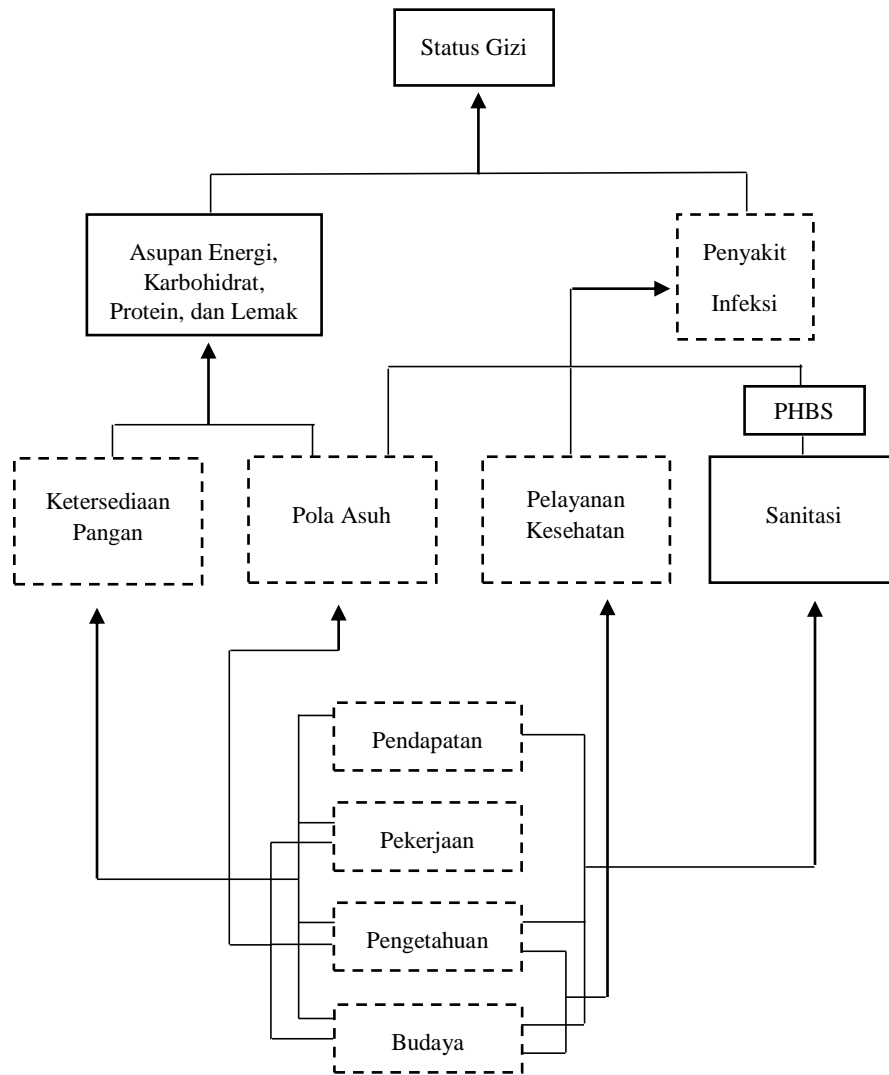 Status Gizi
Asupan Energi,
Karbohidrat,
Protein, dan Lemak
Penyakit
Infeksi
PHBS
Ketersediaan
Pangan
Pola Asuh
Pelayanan
Kesehatan
Sanitasi
Pendapatan
Pekerjaan
Pengetahuan
Budaya